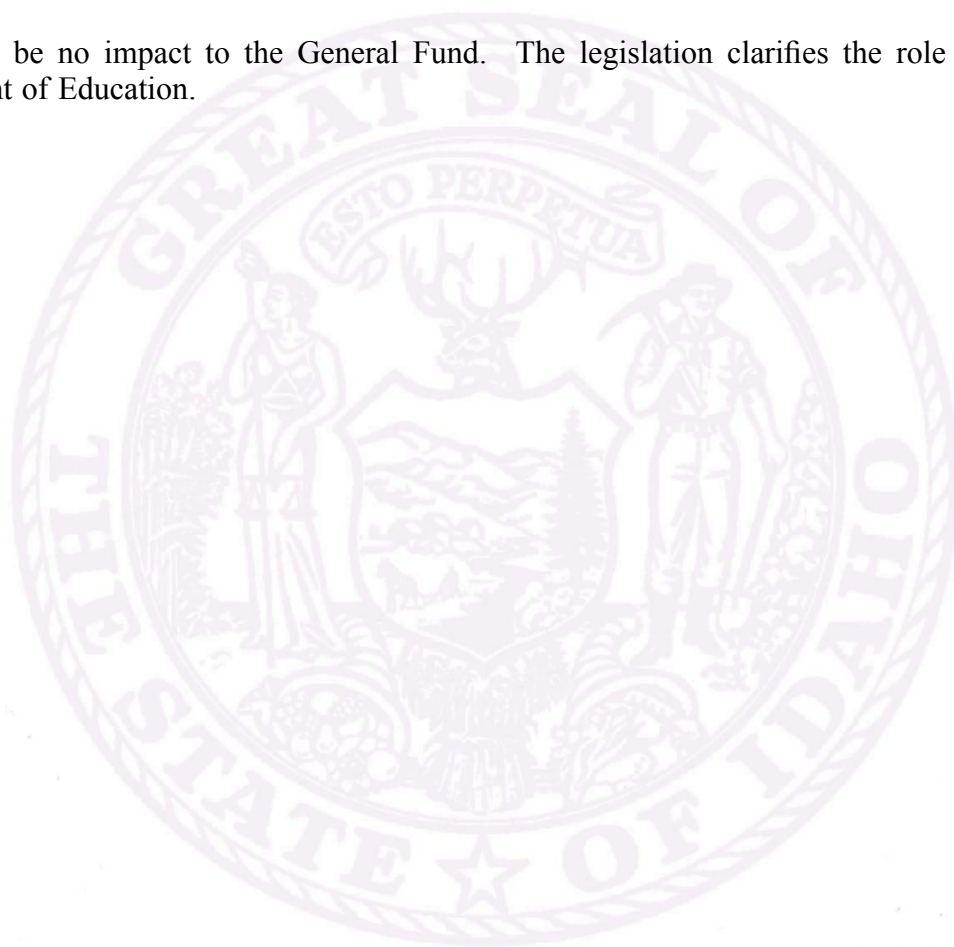 be no impact to the General Fund. The legislation clarifies the role
nt of Education.
GREAT SEAL OF
ESTO PERPETUA
THE STATE ☆ OF IDAHO